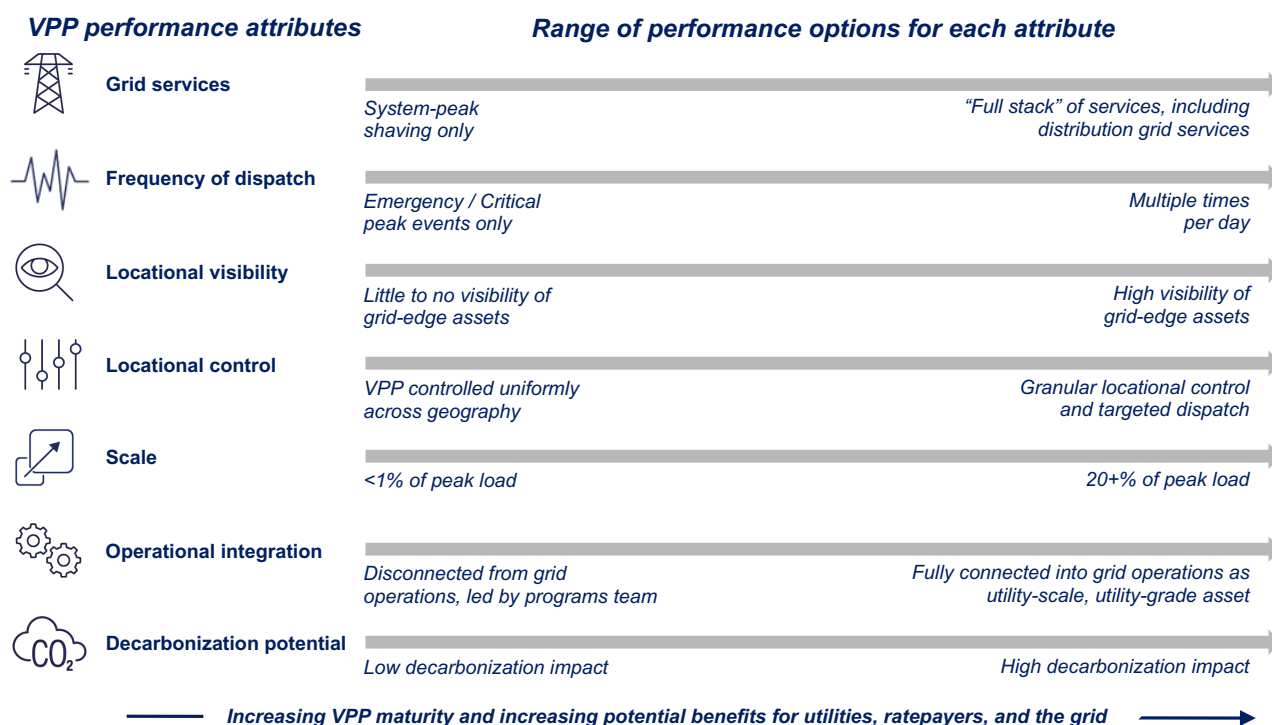 VPP performance attributes
Range of performance options for each attribute
Grid services
System-peak
shaving only
“Full stack” of services, including
distribution grid services
Frequency of dispatch
Emergency / Critical
peak events only
Multiple times
per day
Locational visibility
Little to no visibility of
grid-edge assets
High visibility of
grid-edge assets
Locational control
VPP controlled uniformly
across geography
Granular locational control
and targeted dispatch
Scale
<1% of peak load
20+% of peak load
Operational integration
Disconnected from grid
operations, led by programs team
Fully connected into grid operations as
utility-scale, utility-grade asset
CO₂
Decarbonization potential
Low decarbonization impact
High decarbonization impact
Increasing VPP maturity and increasing potential benefits for utilities, ratepayers, and the grid